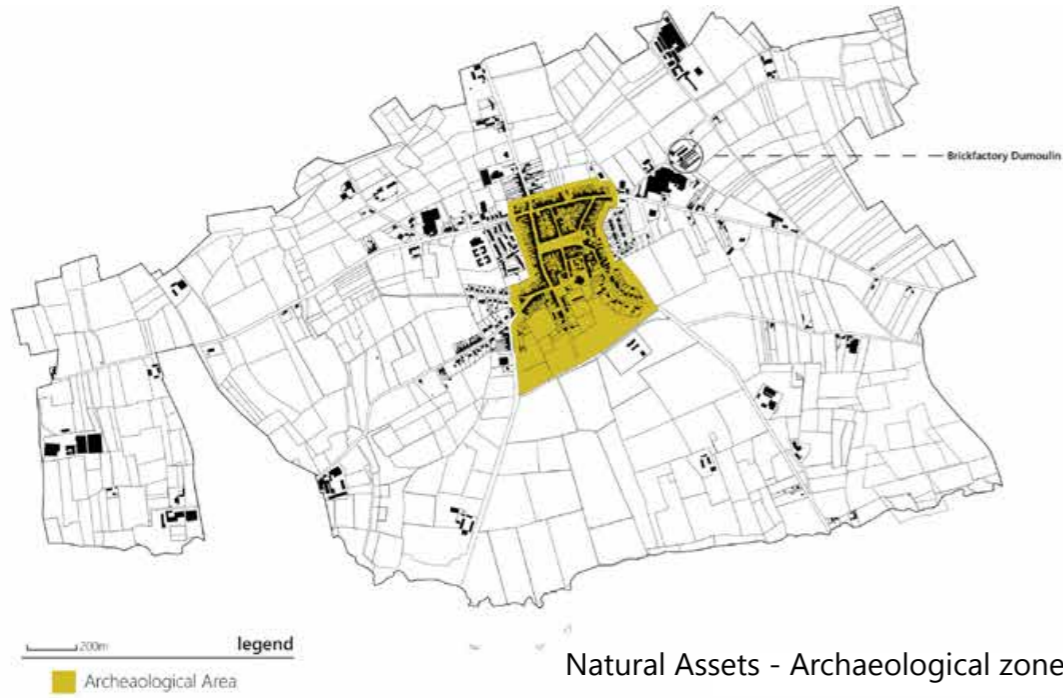 Brickfactory Dumoulin
200m
legend
Archeaological Area
Natural Assets - Archaeological zone